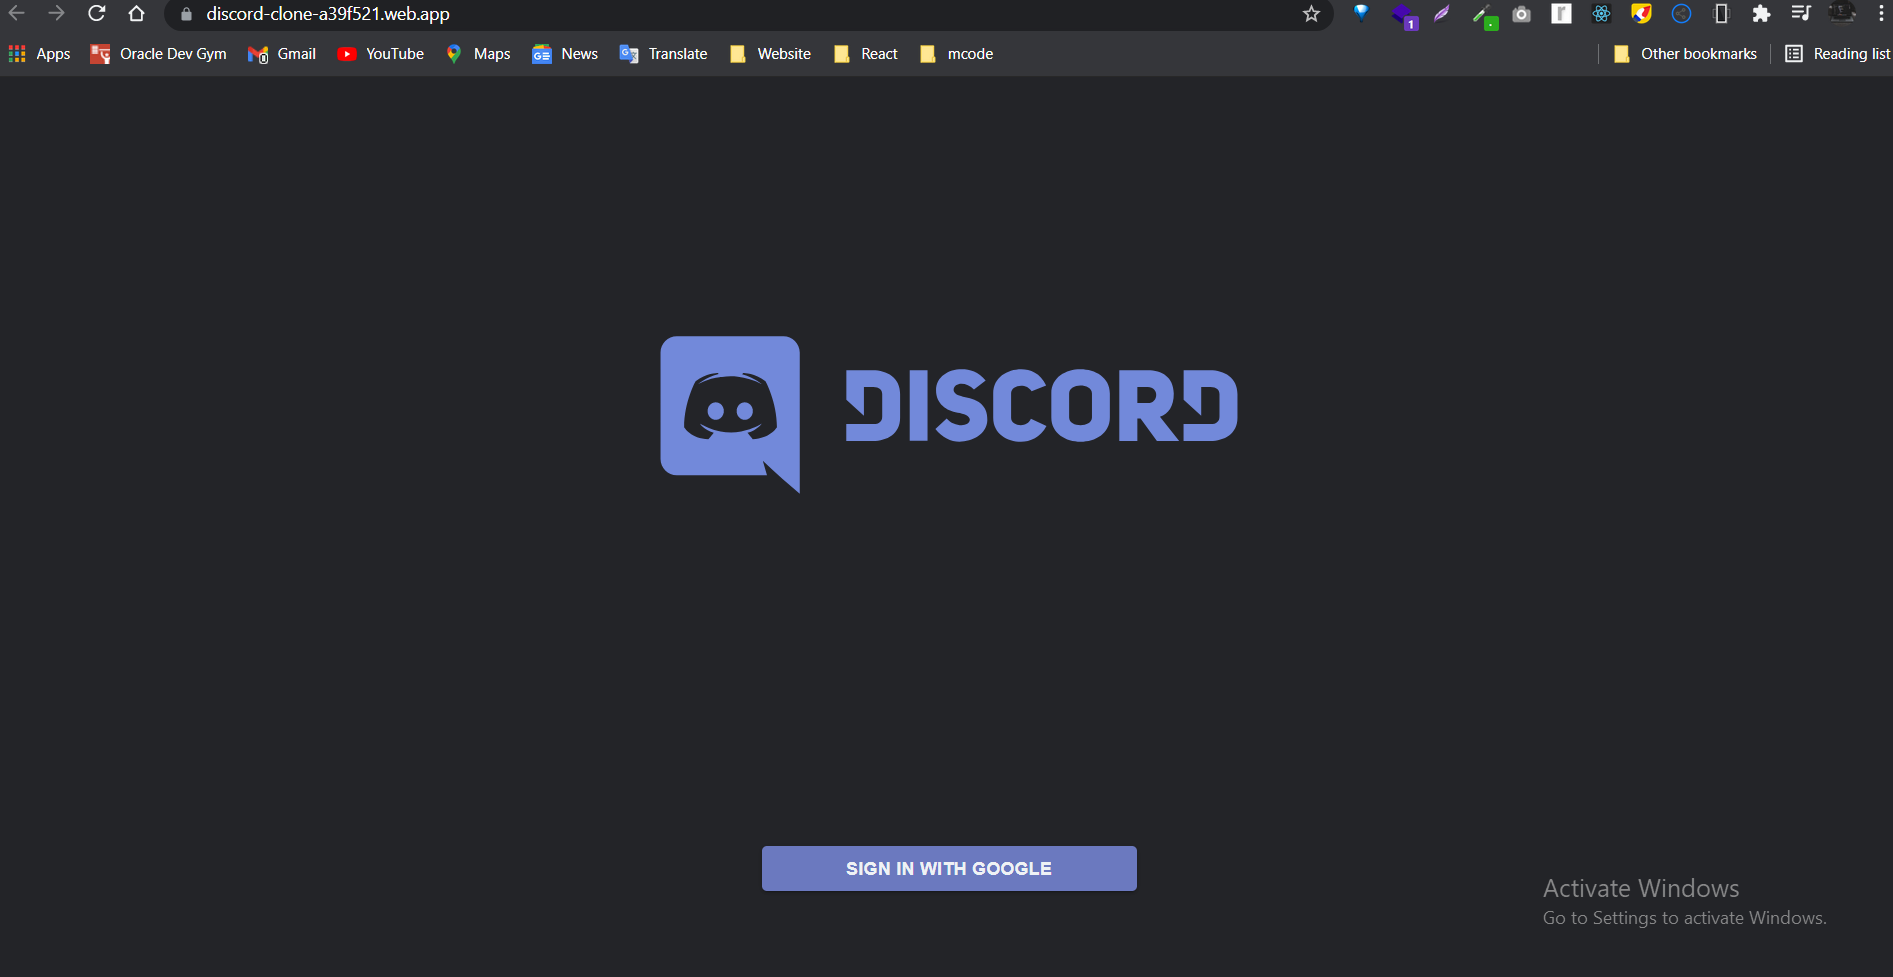 discord-clone-a39f521.web.app
1
Apps Oracle Dev Gym Gmail YouTube Maps News Translate Website React mcode Other bookmarks Reading list
DISCORD
SIGN IN WITH GOOGLE
Activate Windows
Go to Settings to activate Windows.